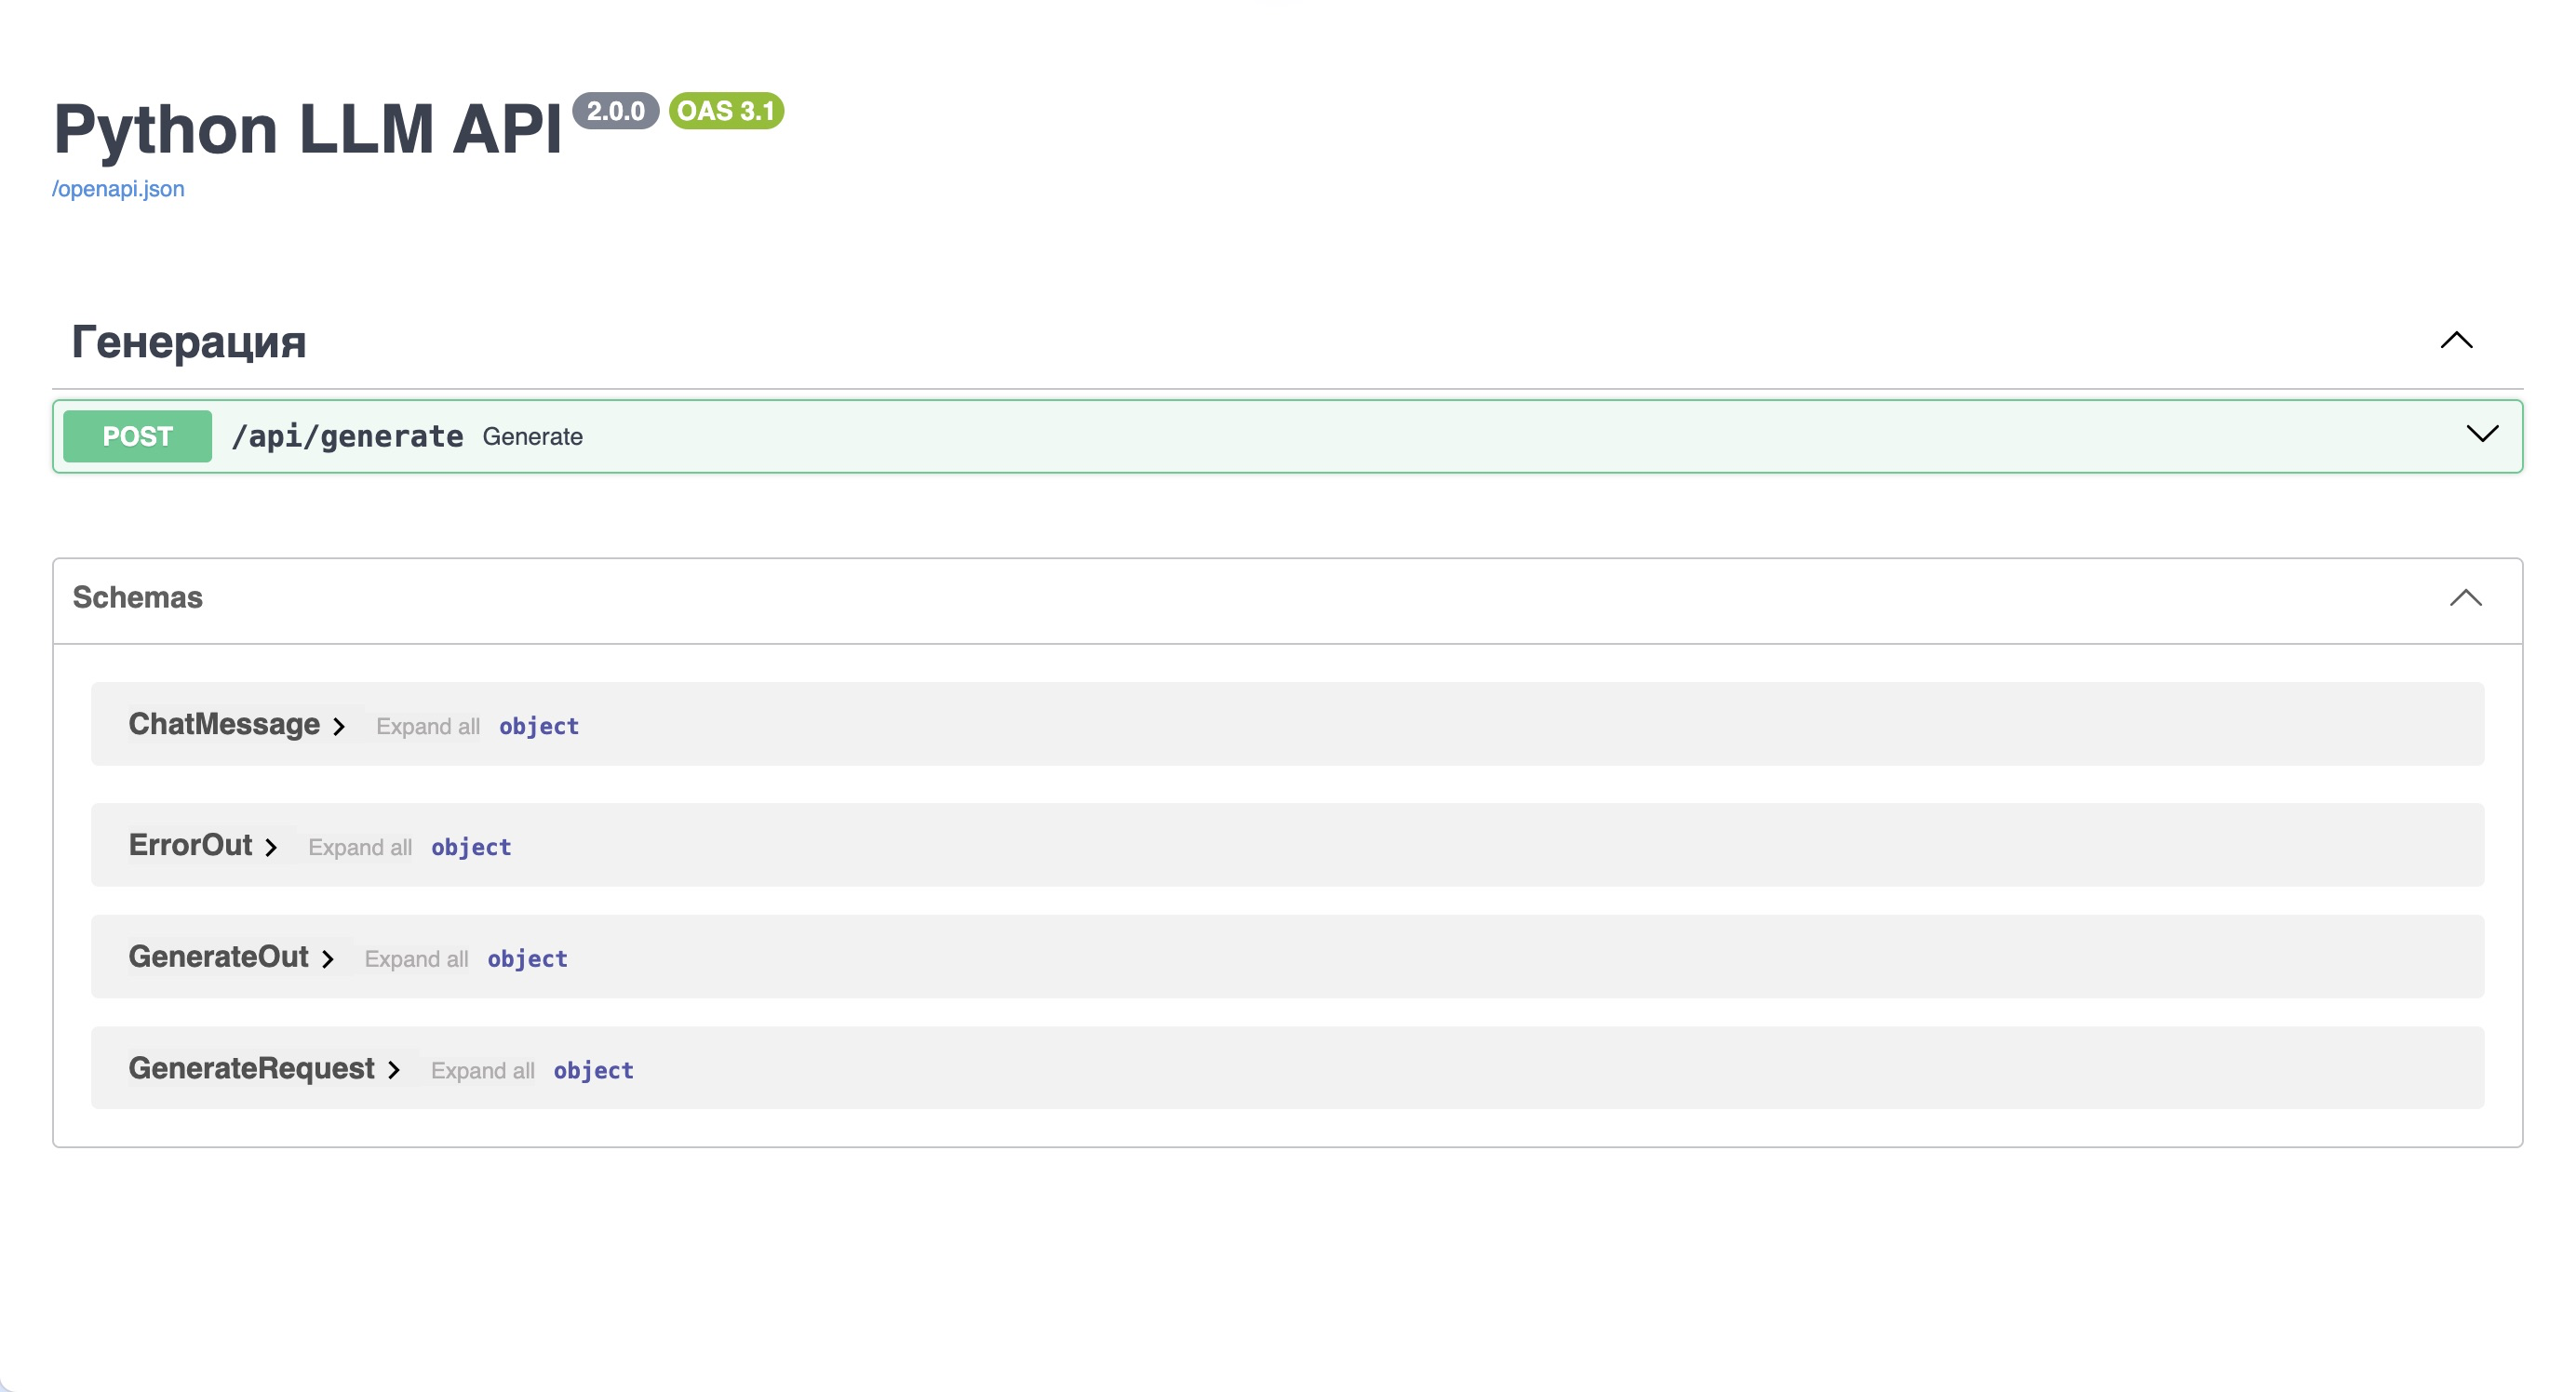 Python LLM API 2.0.0 OAS 3.1
/openapi.json
Генерация
POST /api/generate Generate
Schemas
ChatMessage Expand all object
ErrorOut Expand all object
GenerateOut Expand all object
GenerateRequest Expand all object